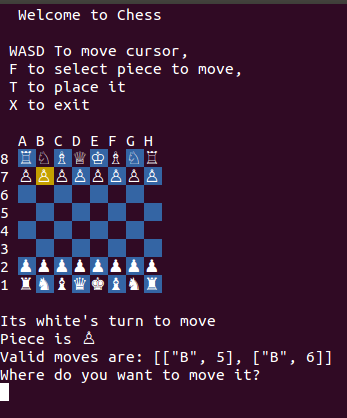 Welcome to Chess
WASD To move cursor,
F to select piece to move,
T to place it
X to exit
A B C D E F G H
8 ♖ ♘ ♗ ♕ ♔ ♗ ♘ ♖
7 ♙ ♙ ♙ ♙ ♙ ♙ ♙ ♙
6
5
4
3
2 ♟ ♟ ♟ ♟ ♟ ♟ ♟ ♟
1 ♜ ♞ ♝ ♛ ♚ ♝ ♞ ♜
Its white's turn to move
Piece is ♙
Valid moves are: [["B", 5], ["B", 6]]
Where do you want to move it?